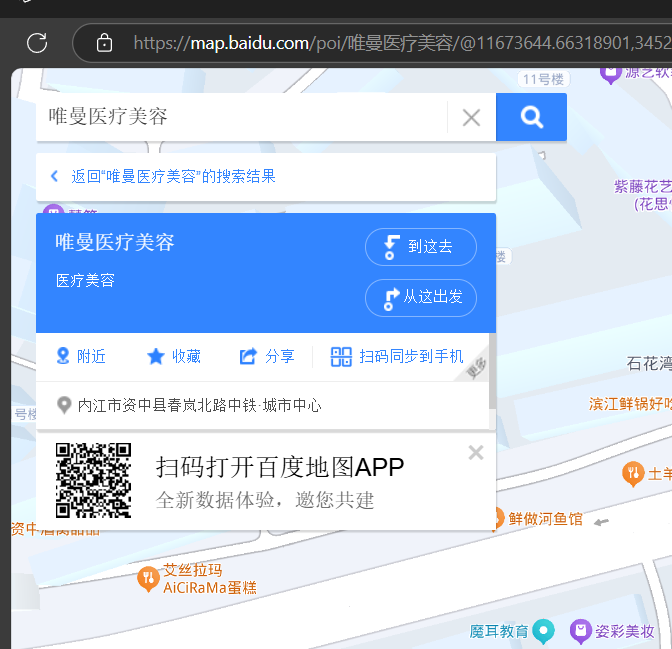 https://map.baidu.com/poi/唯曼医疗美容/@11673644.66318901,3452
11号楼
唯曼医疗美容
返回“唯曼医疗美容”的搜索结果
紫藤花艺
(花思
唯曼医疗美容
到这去
楼
医疗美容
从这出发
附近
收藏
分享
扫码同步到手机
更多
石花湾
内江市资中县春岚北路中铁·城市中心
号楼
滨江鲜锅好吃
扫码打开百度地图APP
全新数据体验，邀您共建
土羊
鲜做河鱼馆
艾丝拉玛
AiCiRaMa蛋糕
魔耳教育
姿彩美妆